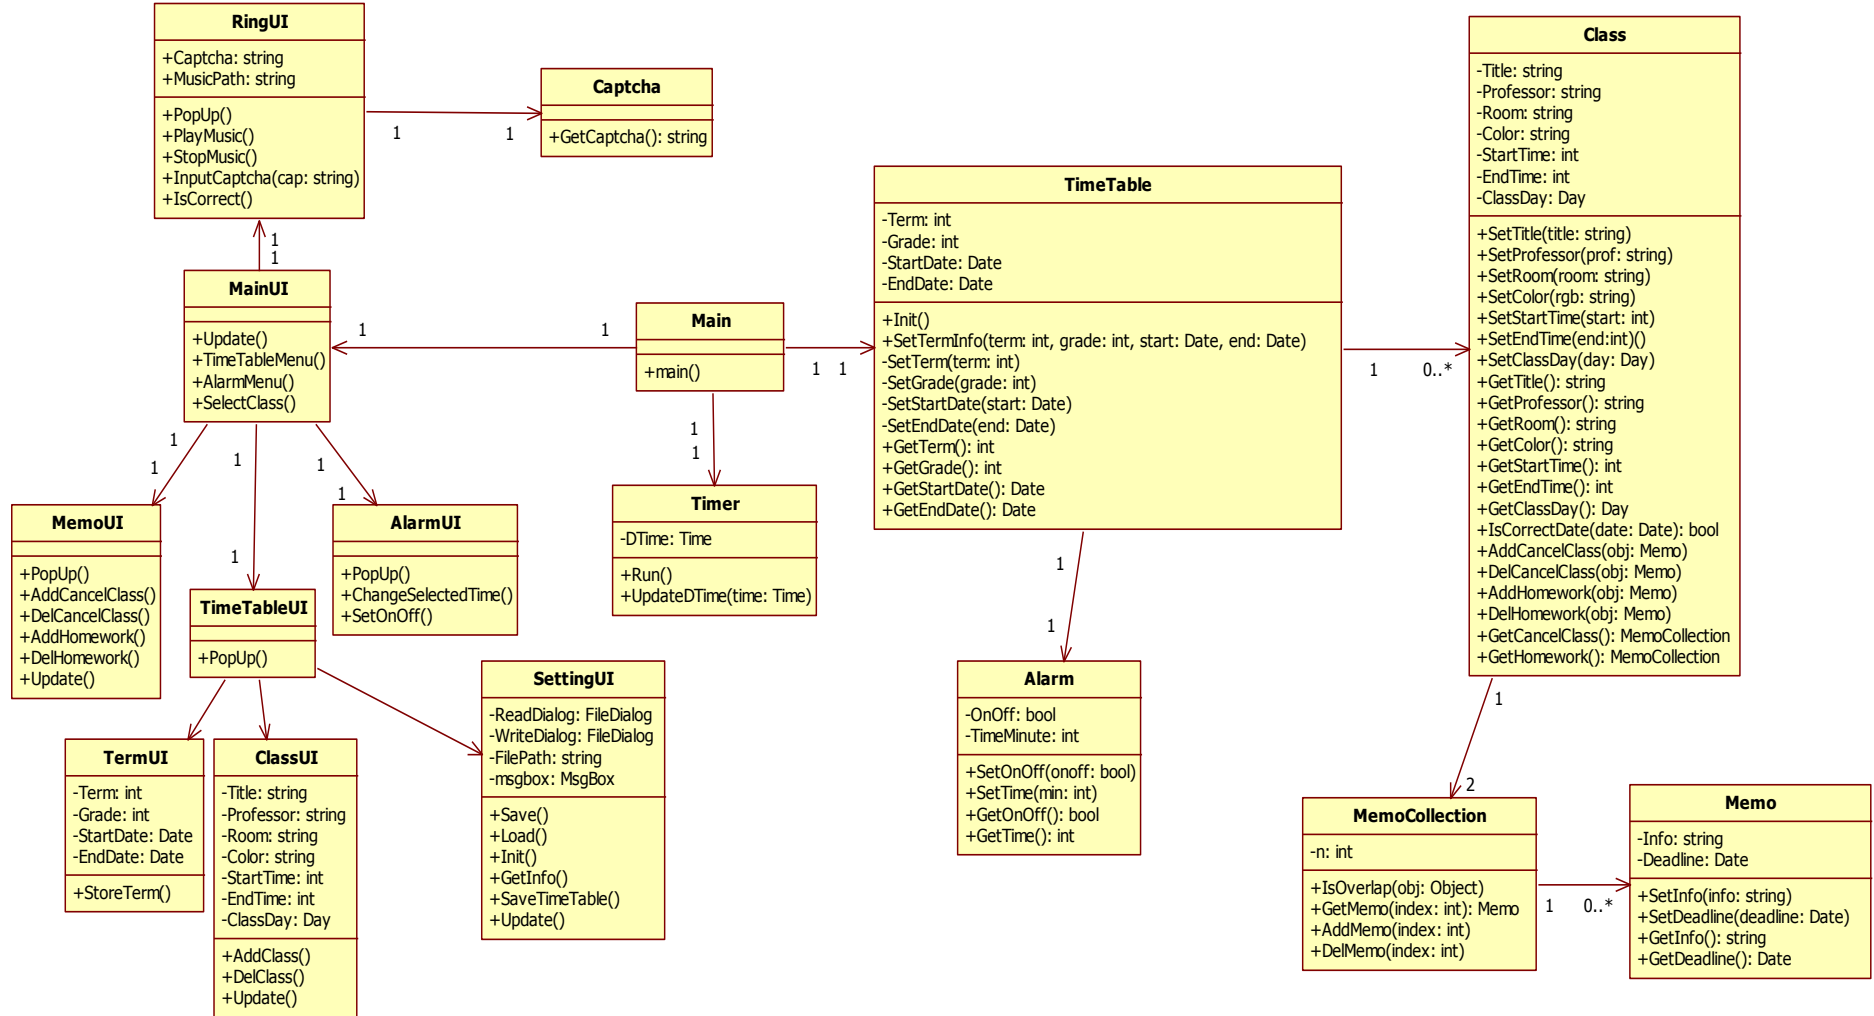 RingUI
+Captcha: string
+MusicPath: string
+PopUp()
+PlayMusic()
+StopMusic()
+InputCaptcha(cap: string)
+IsCorrect()
1
1
Captcha
+GetCaptcha(): string
1
1
MainUI
+Update()
+TimeTableMenu()
+AlarmMenu()
+SelectClass()
1
1
Main
+main()
1
1
1
1
TimeTable
-Term: int
-Grade: int
-StartDate: Date
-EndDate: Date
+Init()
+SetTermInfo(term: int, grade: int, start: Date, end: Date)
-SetTerm(term: int)
-SetGrade(grade: int)
-SetStartDate(start: Date)
-SetEndDate(end: Date)
+GetTerm(): int
+GetGrade(): int
+GetStartDate(): Date
+GetEndDate(): Date
1
0..*
Class
-Title: string
-Professor: string
-Room: string
-Color: string
-StartTime: int
-EndTime: int
-ClassDay: Day
+SetTitle(title: string)
+SetProfessor(prof: string)
+SetRoom(room: string)
+SetColor(rgb: string)
+SetStartTime(start: int)
+SetEndTime(end:int)()
+SetClassDay(day: Day)
+GetTitle(): string
+GetProfessor(): string
+GetRoom(): string
+GetColor(): string
+GetStartTime(): int
+GetEndTime(): int
+GetClassDay(): Day
+IsCorrectDate(date: Date): bool
+AddCancelClass(obj: Memo)
+DelCancelClass(obj: Memo)
+AddHomework(obj: Memo)
+DelHomework(obj: Memo)
+GetCancelClass(): MemoCollection
+GetHomework(): MemoCollection
1
1
1
1
1
1
MemoUI
+PopUp()
+AddCancelClass()
+DelCancelClass()
+AddHomework()
+DelHomework()
+Update()
AlarmUI
+PopUp()
+ChangeSelectedTime()
+SetOnOff()
1
1
Timer
-DTime: Time
+Run()
+UpdateDTime(time: Time)
TimeTableUI
+PopUp()
1
1
Alarm
-OnOff: bool
-TimeMinute: int
+SetOnOff(onoff: bool)
+SetTime(min: int)
+GetOnOff(): bool
+GetTime(): int
SettingUI
-ReadDialog: FileDialog
-WriteDialog: FileDialog
-FilePath: string
-msgbox: MsgBox
+Save()
+Load()
+Init()
+GetInfo()
+SaveTimeTable()
+Update()
TermUI
-Term: int
-Grade: int
-StartDate: Date
-EndDate: Date
+StoreTerm()
ClassUI
-Title: string
-Professor: string
-Room: string
-Color: string
-StartTime: int
-EndTime: int
-ClassDay: Day
+AddClass()
+DelClass()
+Update()
1
2
MemoCollection
-n: int
+IsOverlap(obj: Object)
+GetMemo(index: int): Memo
+AddMemo(index: int)
+DelMemo(index: int)
1
0..*
Memo
-Info: string
-Deadline: Date
+SetInfo(info: string)
+SetDeadline(deadline: Date)
+GetInfo(): string
+GetDeadline(): Date